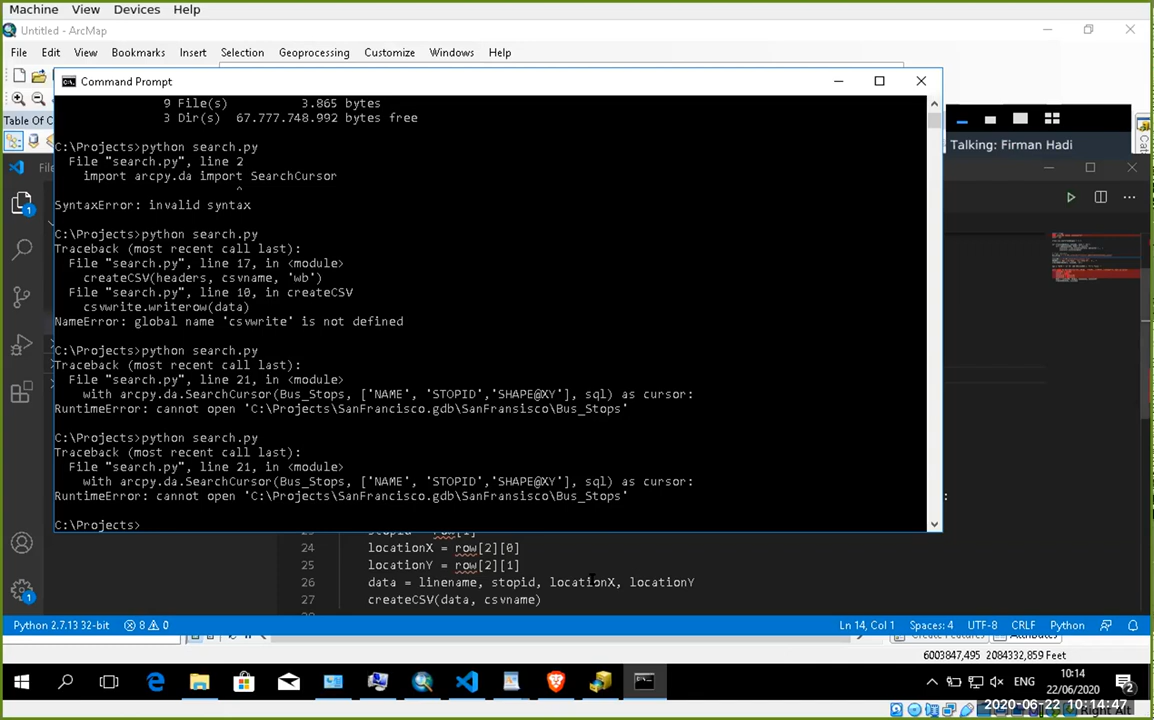 Machine View Devices Help
Untitled - ArcMap
File Edit View Bookmarks Insert Selection Geoprocessing Customize Windows Help
Command Prompt
Table Of C
Talking: Firman Hadi
9 File(s) 3.865 bytes
3 Dir(s) 67.777.748.992 bytes free
C:\Projects>python search.py
File "search.py", line 2
import arcpy.da import SearchCursor
^
SyntaxError: invalid syntax
C:\Projects>python search.py
Traceback (most recent call last):
File "search.py", line 17, in <module>
createCSV(headers, csvname, 'wb')
File "search.py", line 10, in createCSV
csvwrite.writerow(data)
NameError: global name 'csvwrite' is not defined
C:\Projects>python search.py
Traceback (most recent call last):
File "search.py", line 21, in <module>
with arcpy.da.SearchCursor(Bus_Stops, ['NAME', 'STOPID','SHAPE@XY'], sql) as cursor:
RuntimeError: cannot open 'C:\Projects\SanFrancisco.gdb\SanFransisco\Bus_Stops'
C:\Projects>python search.py
Traceback (most recent call last):
File "search.py", line 21, in <module>
with arcpy.da.SearchCursor(Bus_Stops, ['NAME', 'STOPID','SHAPE@XY'], sql) as cursor:
RuntimeError: cannot open 'C:\Projects\SanFrancisco.gdb\SanFransisco\Bus_Stops'
C:\Projects>
24 locationX = row[2][0]
25 locationY = row[2][1]
26 data = linename, stopid, locationX, locationY
27 createCSV(data, csvname)
Python 2.7.13 32-bit 8 0 Ln 14, Col 1 Spaces: 4 UTF-8 CRLF Python
6003847,495 2084332,859 Feet
ENG 10:14
22/06/2020 2
2020-06-22 10:14:47
Right Alt